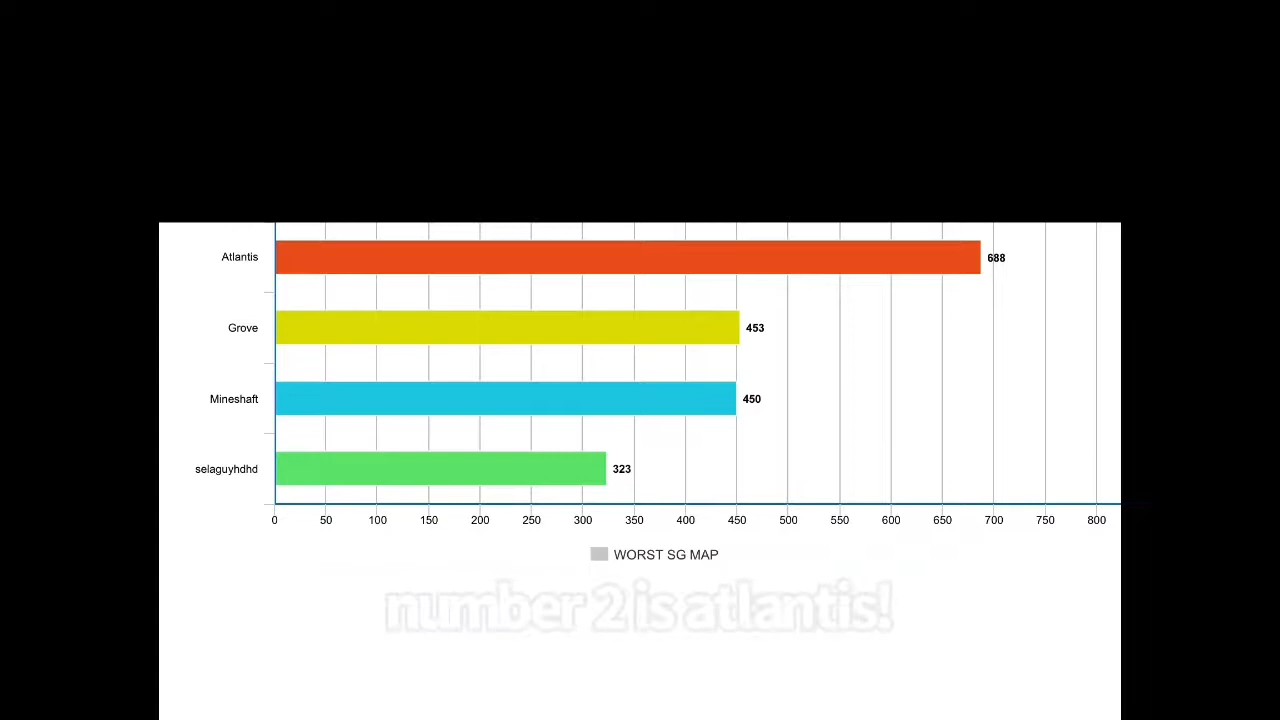 Atlantis 688
Grove 453
Mineshaft 450
selaguyhdhd 323
0 50 100 150 200 250 300 350 400 450 500 550 600 650 700 750 800
WORST SG MAP
number 2 is atlantis!